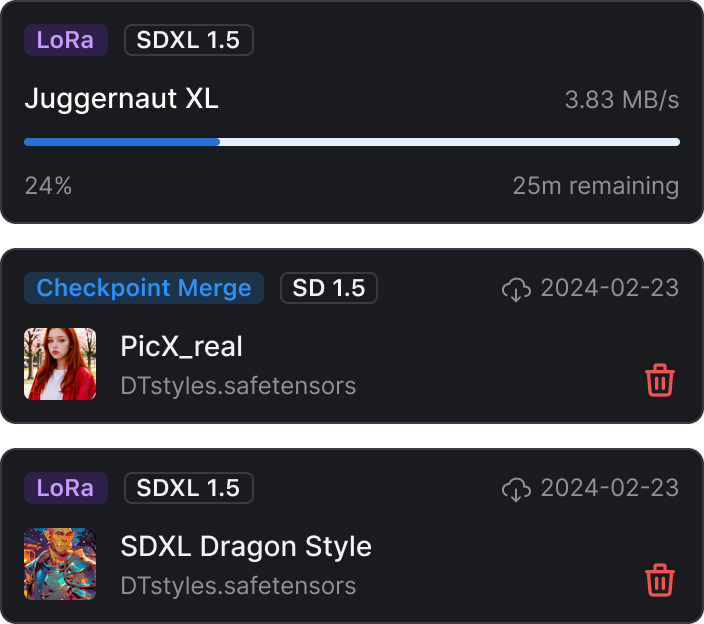 LoRa SDXL 1.5
Juggernaut XL 3.83 MB/s
24% 25m remaining
Checkpoint Merge SD 1.5 2024-02-23
PicX_real
DTstyles.safetensors
LoRa SDXL 1.5 2024-02-23
SDXL Dragon Style
DTstyles.safetensors